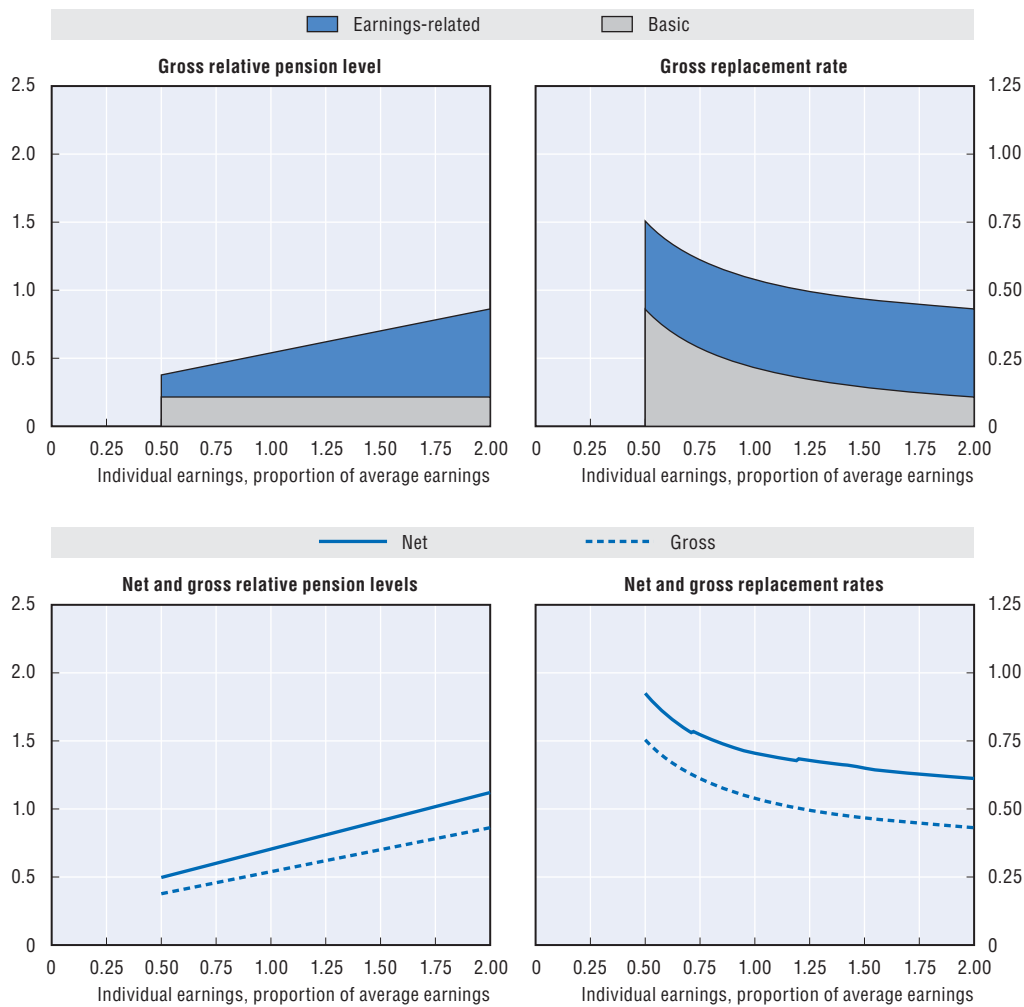 Earnings-related Basic
Gross relative pension level Gross replacement rate
2.5 1.25
2.0 1.00
1.5 0.75
1.0 0.50
0.5 0.25
0 0
0 0.25 0.50 0.75 1.00 1.25 1.50 1.75 2.00 0 0.25 0.50 0.75 1.00 1.25 1.50 1.75 2.00
Individual earnings, proportion of average earnings Individual earnings, proportion of average earnings
Net Gross
Net and gross relative pension levels Net and gross replacement rates
2.5 1.25
2.0 1.00
1.5 0.75
1.0 0.50
0.5 0.25
0 0
0 0.25 0.50 0.75 1.00 1.25 1.50 1.75 2.00 0 0.25 0.50 0.75 1.00 1.25 1.50 1.75 2.00
Individual earnings, proportion of average earnings Individual earnings, proportion of average earnings